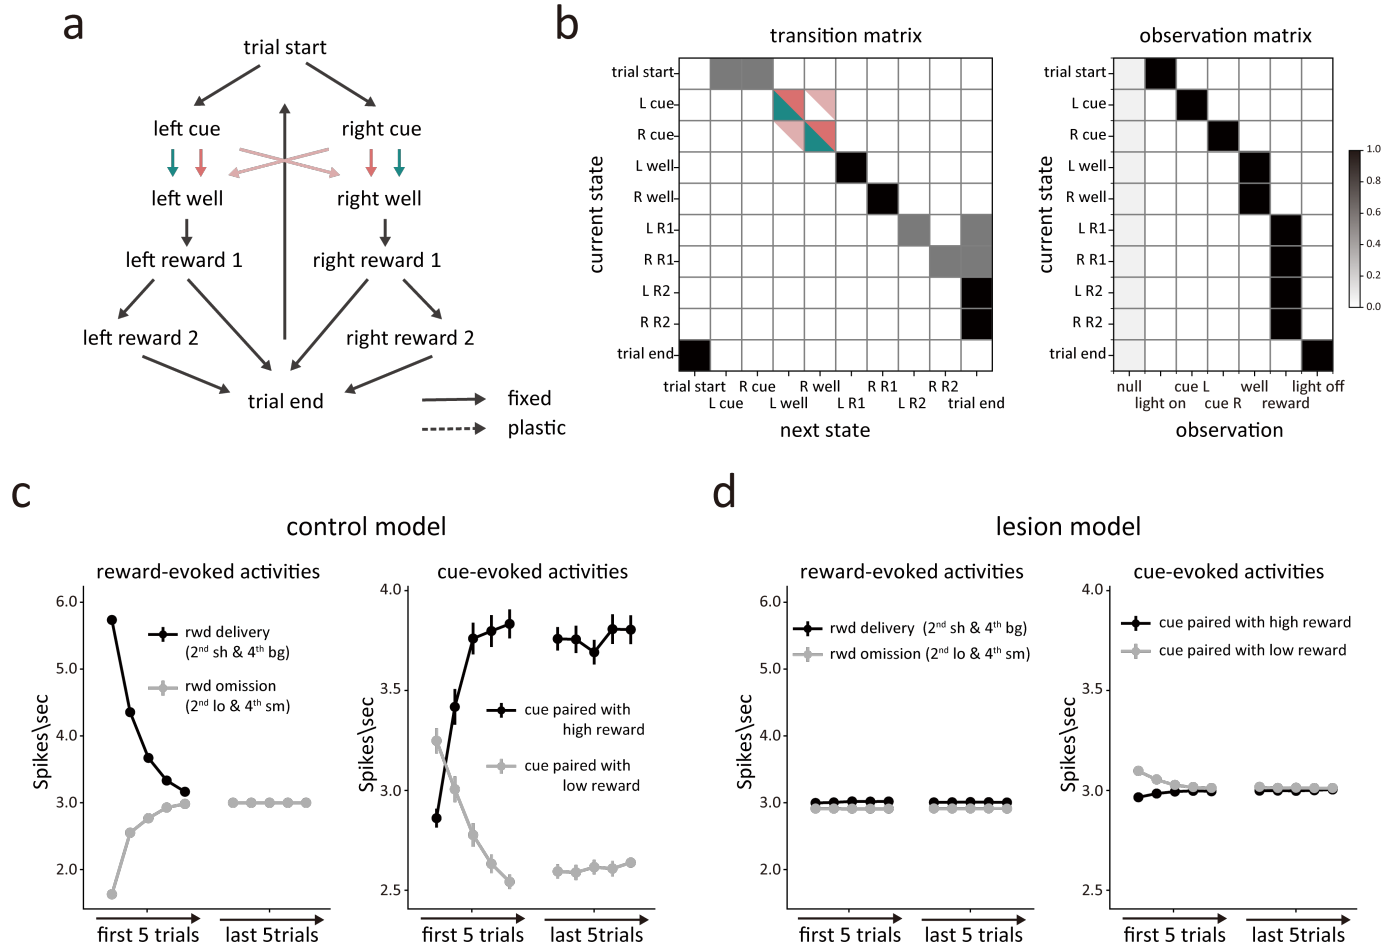 a
trial start
left cue
right cue
left well
right well
left reward 1
right reward 1
left reward 2
right reward 2
trial end
fixed
plastic
b
transition matrix
current state
trial start
L cue
R cue
L well
R well
L R1
R R1
L R2
R R2
trial end
trial start
R cue
R well
R R1
R R2
L cue
L well
L R1
L R2
trial end
next state
observation matrix
current state
trial start
L cue
R cue
L well
R well
L R1
R R1
L R2
R R2
trial end
null
cue L
well
light off
light on
cue R
reward
observation
1.0
0.8
0.6
0.4
0.2
0.0
c
control model
reward-evoked activities
Spikes\sec
6.0
5.0
4.0
3.0
2.0
rwd delivery
(2nd sh & 4th bg)
rwd omission
(2nd lo & 4th sm)
first 5 trials
last 5trials
cue-evoked activities
Spikes\sec
4.0
3.5
3.0
2.5
cue paired with
high reward
cue paired with
low reward
first 5 trials
last 5trials
d
lesion model
reward-evoked activities
Spikes\sec
6.0
5.0
4.0
3.0
2.0
rwd delivery (2nd sh & 4th bg)
rwd omission (2nd lo & 4th sm)
first 5 trials
last 5trials
cue-evoked activities
Spikes\sec
4.0
3.5
3.0
2.5
cue paired with high reward
cue paired with low reward
first 5 trials
last 5trials